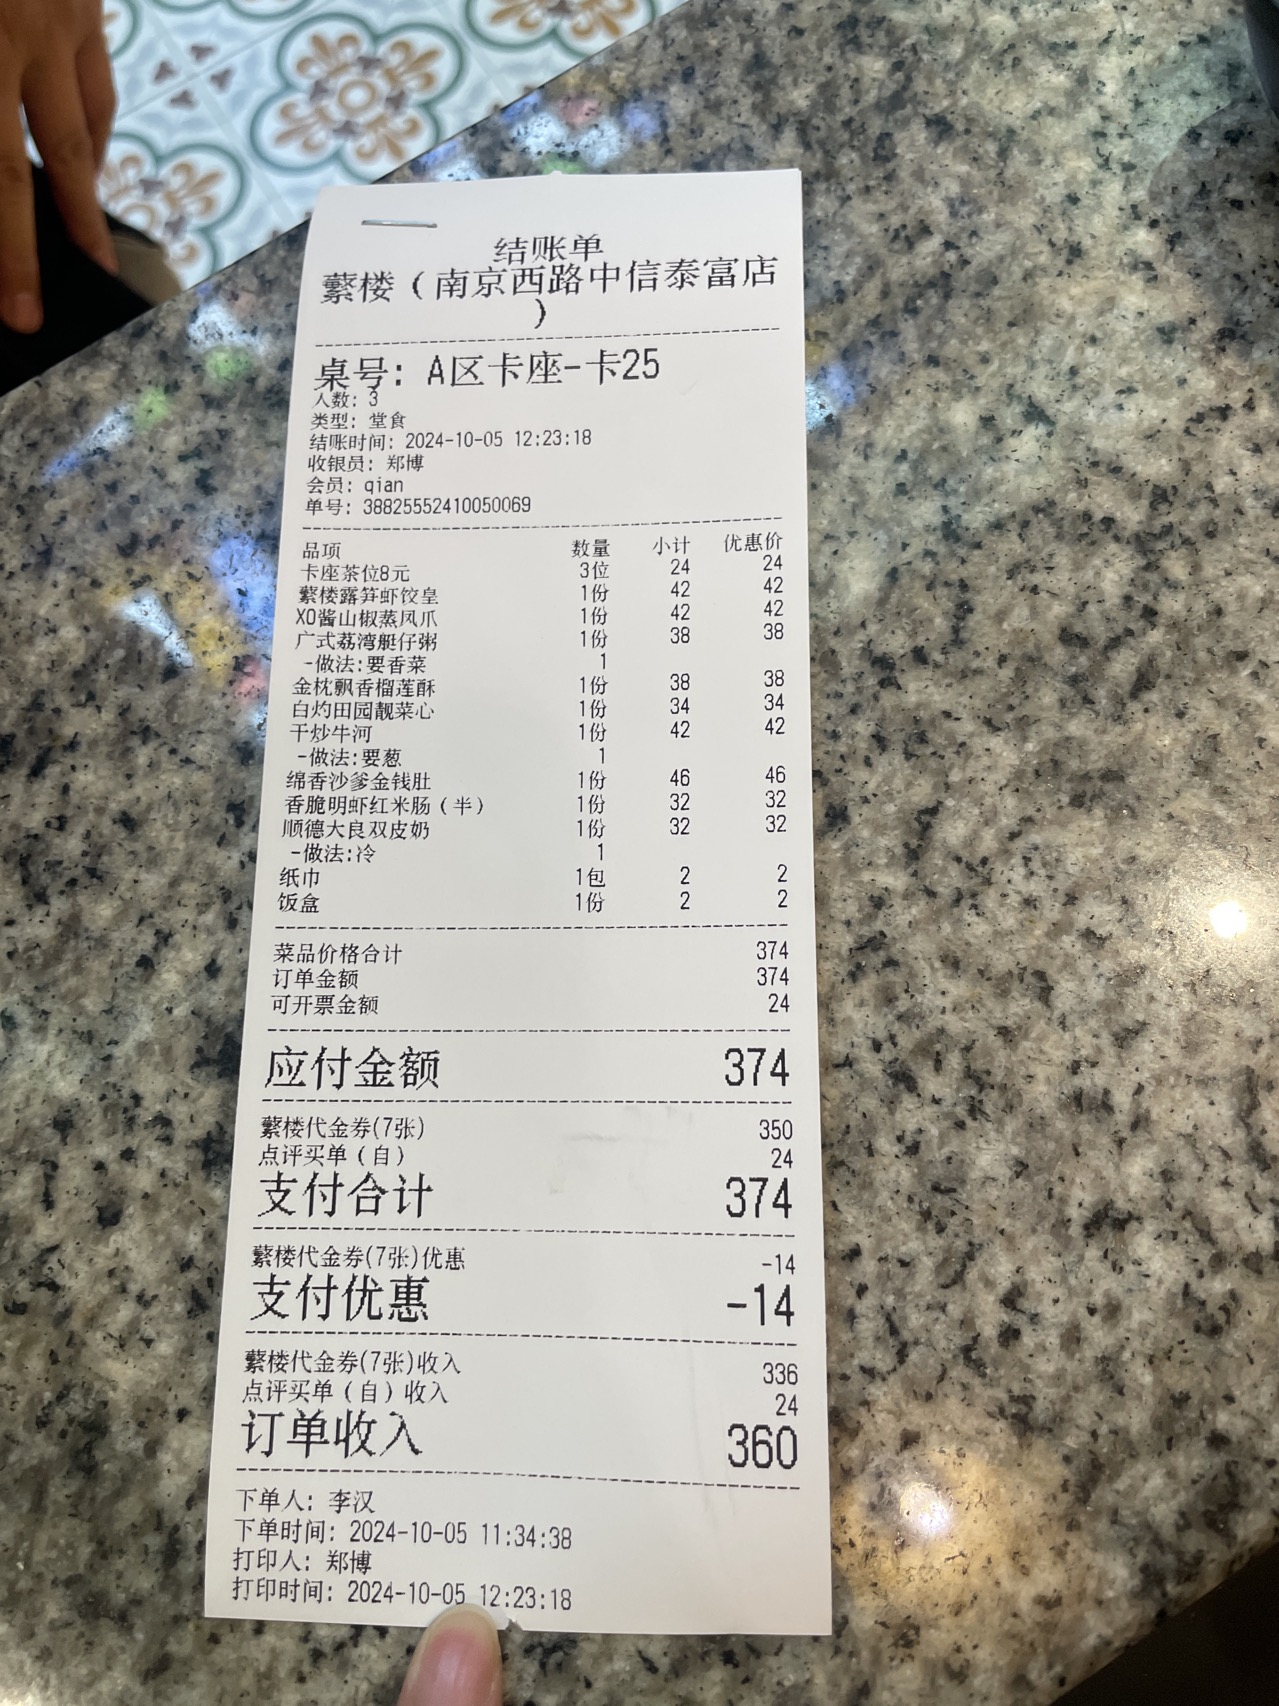 结账单
蘩楼（南京西路中信泰富店
）
桌号: A区卡座-卡25
人数: 3
类型: 堂食
结账时间: 2024-10-05 12:23:18
收银员: 郑博
会员: qian
单号: 38825552410050069
品项 数量 小计 优惠价
卡座茶位8元 3位 24 24
蘩楼露笋虾饺皇 1份 42 42
XO酱山椒蒸凤爪 1份 42 42
广式荔湾艇仔粥 1份 38 38
-做法:要香菜 1
金枕飘香榴莲酥 1份 38 38
白灼田园靓菜心 1份 34 34
干炒牛河 1份 42 42
-做法:要葱 1
绵香沙爹金钱肚 1份 46 46
香脆明虾红米肠（半） 1份 32 32
顺德大良双皮奶 1份 32 32
-做法:冷 1
纸巾 1包 2 2
饭盒 1份 2 2
菜品价格合计 374
订单金额 374
可开票金额 24
应付金额 374
蘩楼代金券(7张) 350
点评买单（自） 24
支付合计 374
蘩楼代金券(7张)优惠 -14
支付优惠 -14
蘩楼代金券(7张)收入 336
点评买单（自）收入 24
订单收入 360
下单人: 李汉
下单时间: 2024-10-05 11:34:38
打印人: 郑博
打印时间: 2024-10-05 12:23:18